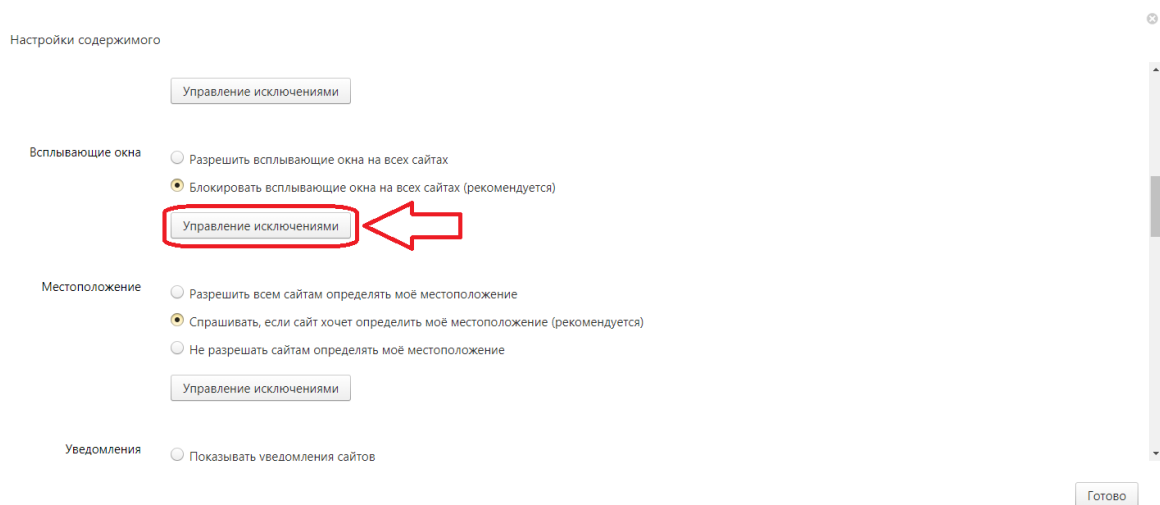 Настройки содержимого
Управление исключениями
Всплывающие окна
Разрешить всплывающие окна на всех сайтах
Блокировать всплывающие окна на всех сайтах (рекомендуется)
Управление исключениями
Местоположение
Разрешить всем сайтам определять моё местоположение
Спрашивать, если сайт хочет определить моё местоположение (рекомендуется)
Не разрешать сайтам определять моё местоположение
Управление исключениями
Уведомления
Показывать уведомления сайтов
Готово